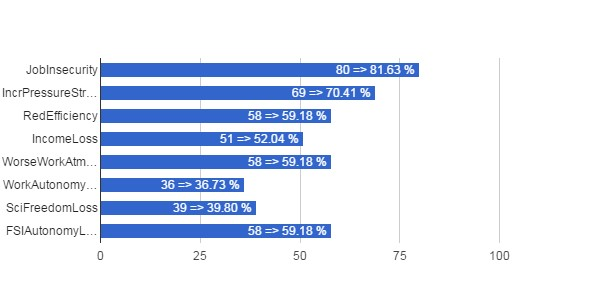 JobInsecurity 80 => 81.63 %
IncrPressureStr... 69 => 70.41 %
RedEfficiency 58 => 59.18 %
IncomeLoss 51 => 52.04 %
WorseWorkAtm... 58 => 59.18 %
WorkAutonomy... 36 => 36.73 %
SciFreedomLoss 39 => 39.80 %
FSIAutonomyL... 58 => 59.18 %
0 25 50 75 100